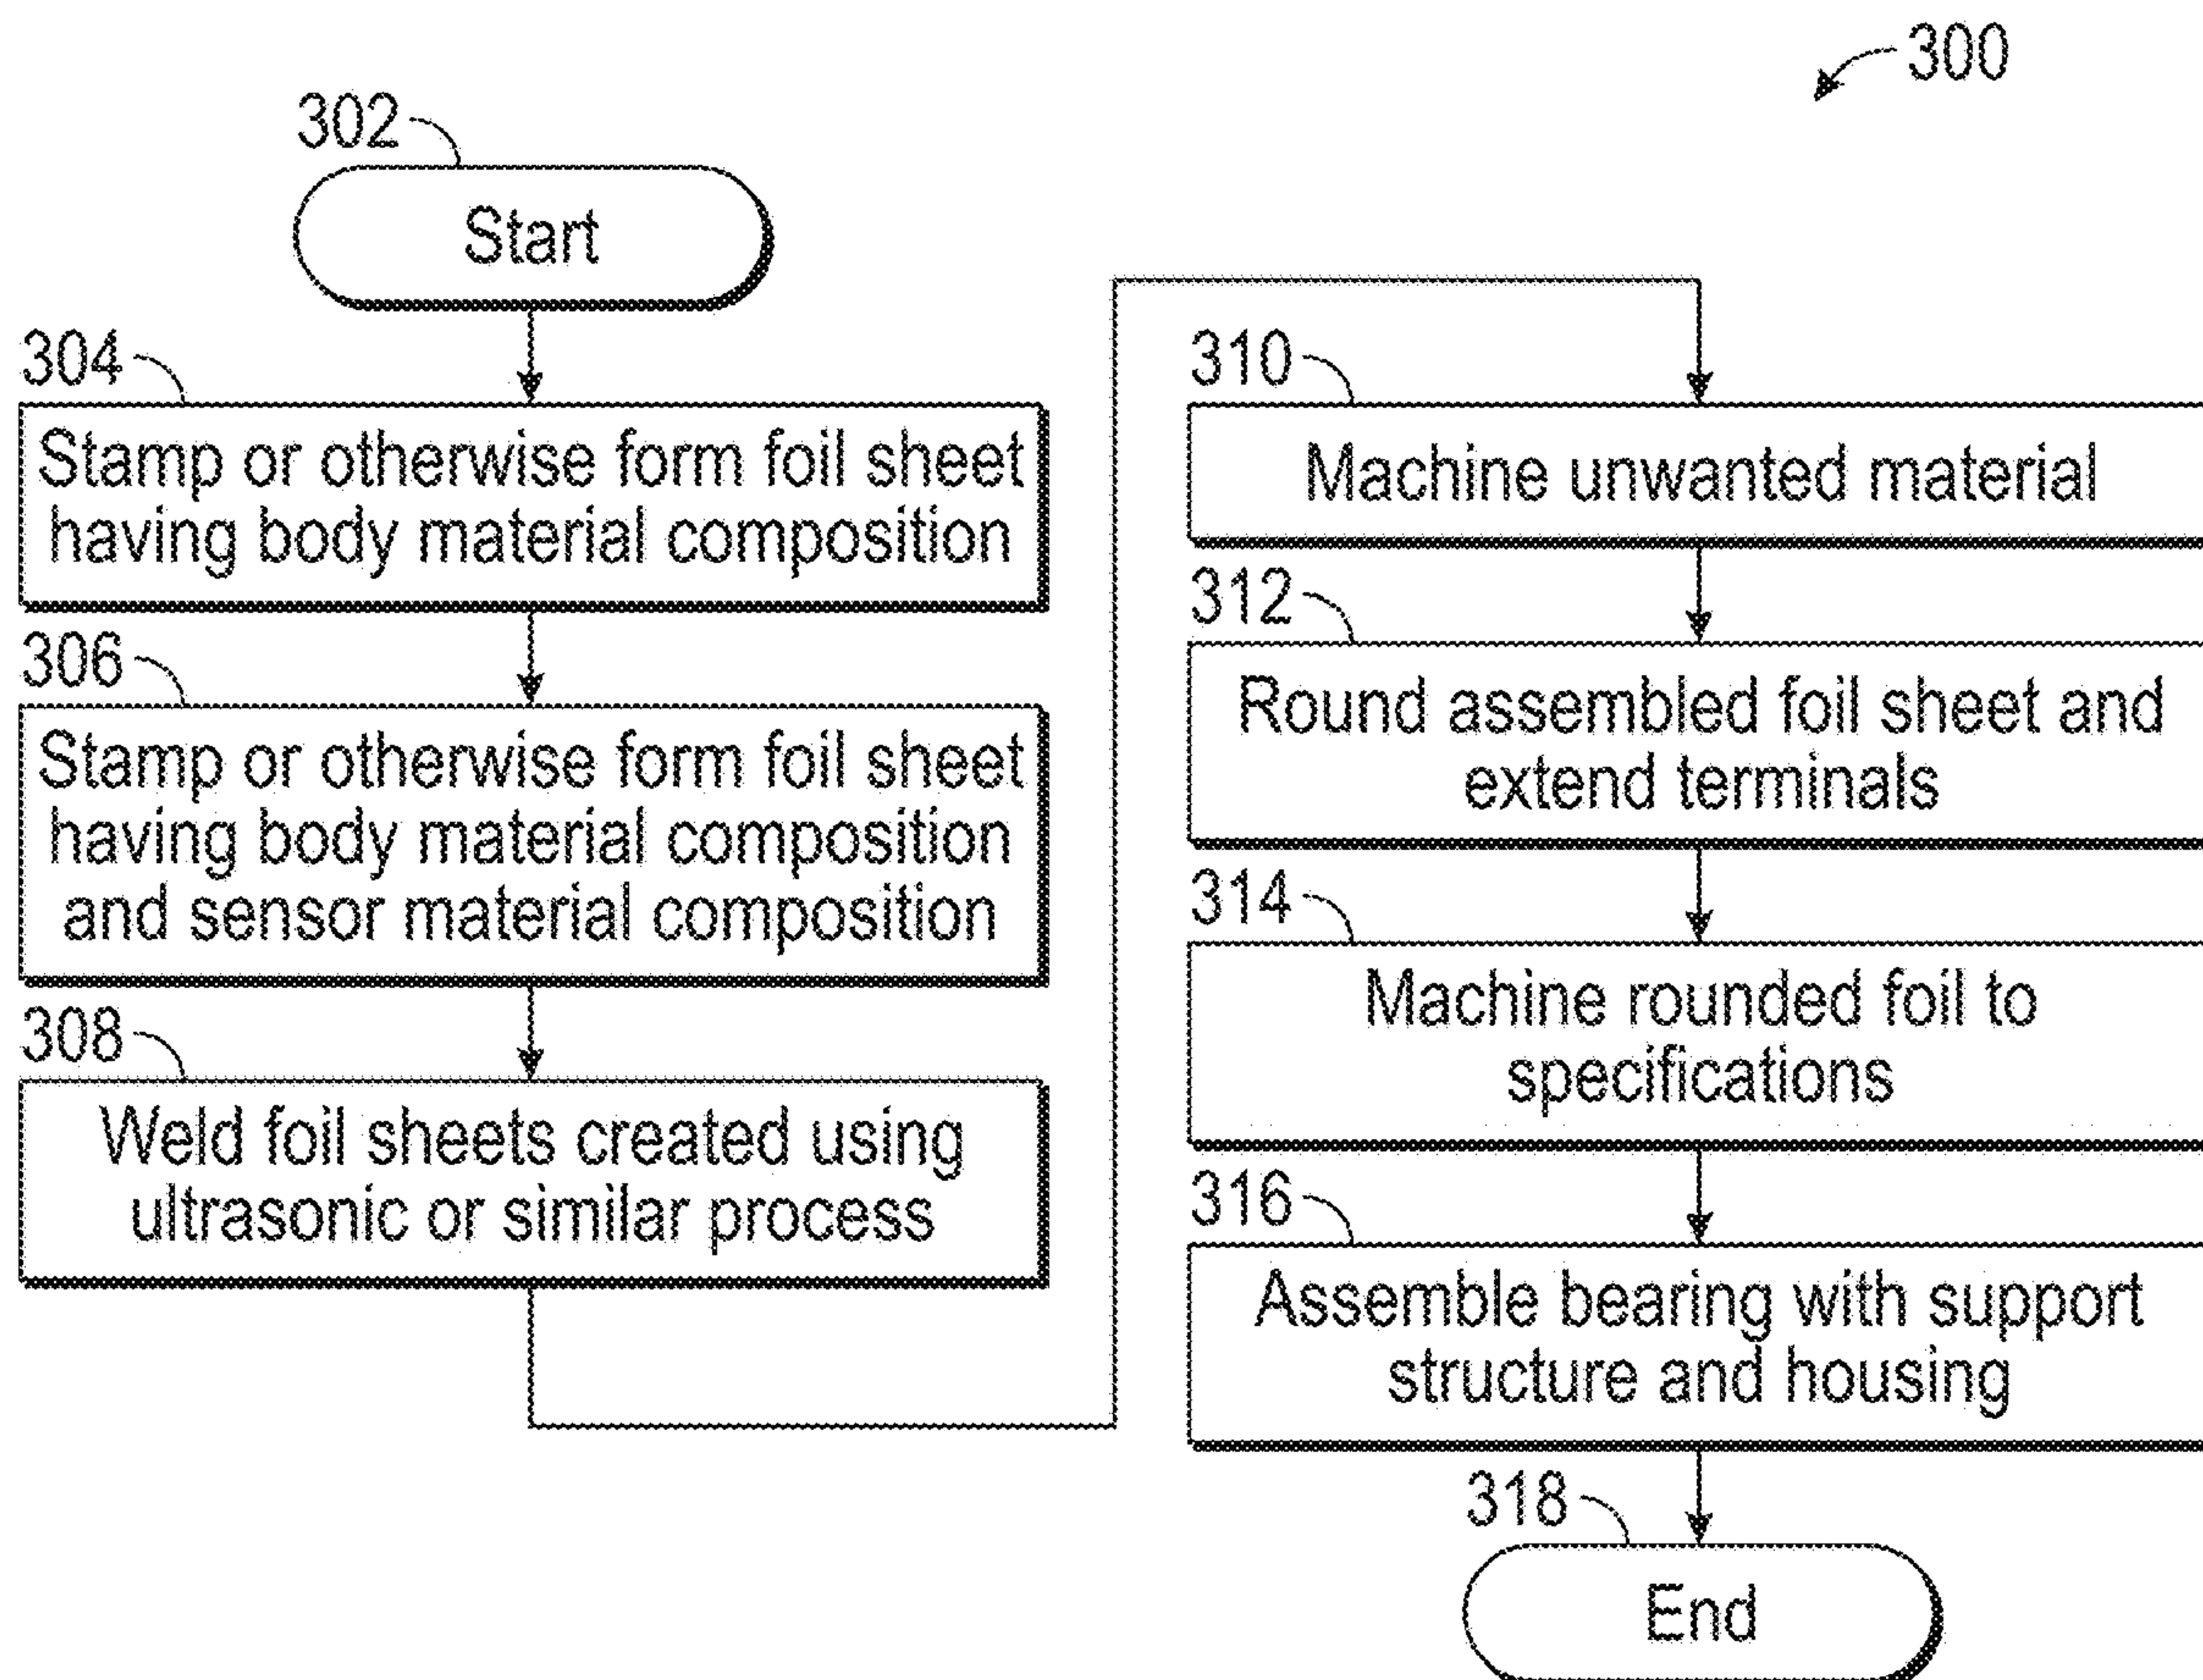 300
302
Start
304
Stamp or otherwise form foil sheet
having body material composition
306
Stamp or otherwise form foil sheet
having body material composition
and sensor material composition
308
Weld foil sheets created using
ultrasonic or similar process
310
Machine unwanted material
312
Round assembled foil sheet and
extend terminals
314
Machine rounded foil to
specifications
316
Assemble bearing with support
structure and housing
318
End